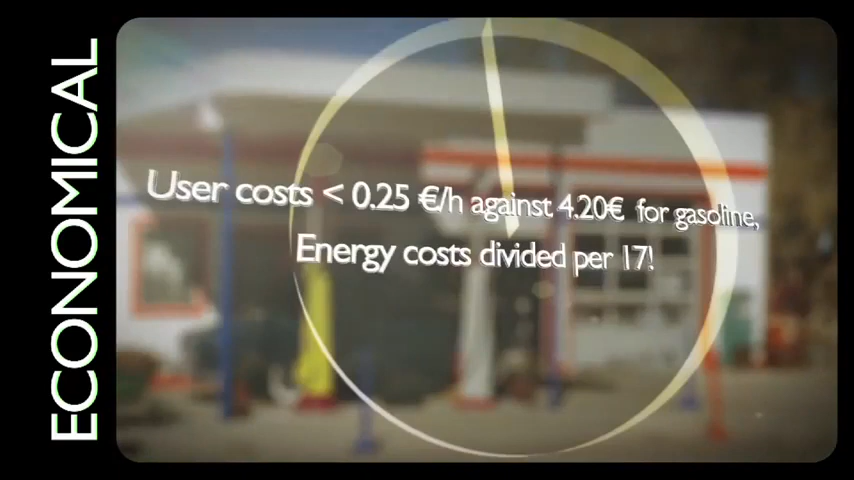 ECONOMICAL
User costs < 0.25 €/h against 4.20€ for gasoline,
Energy costs divided per 17!